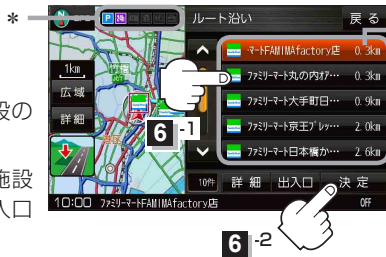 *
P
ルート沿い
戻る
1km
竹橋
広域
詳細
設の
施設
入口
マートFAMIMAfactory店 0.3km
ファミリーマート丸の内オア… 0.3km
ファミリーマート大手町日… 0.9km
ファミリーマート京王プレッ… 2.0km
ファミリーマート日本橋か… 2.6km
6-1
10件
詳細
出入口
決定
10:00
ファミリーマートFAMIMAfactory店
OFF
6-2